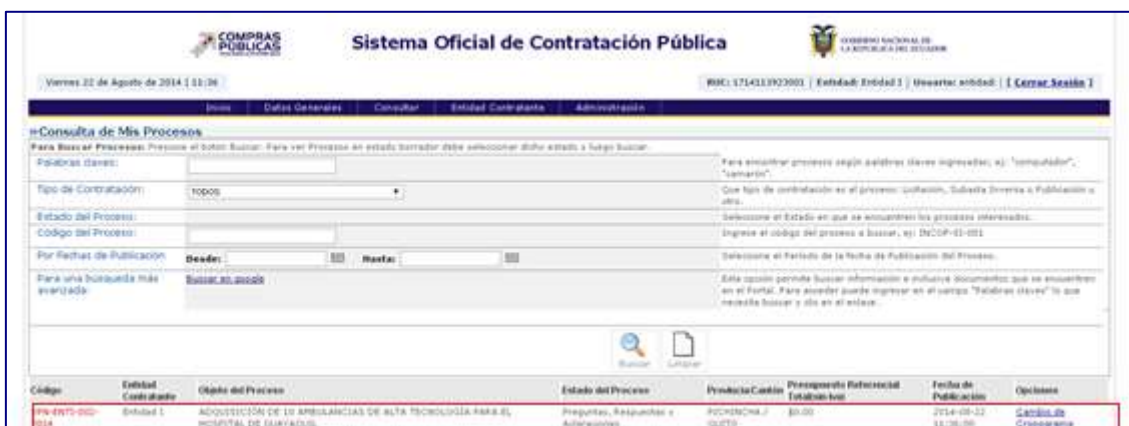 COMPRAS PÚBLICAS
Sistema Oficial de Contratación Pública
GOBIERNO NACIONAL DE
LA REPUBLICA DEL ECUADOR
Viernes 22 de Agosto de 2014 | 11:36
RUC: 1714113923001 | Entidad: Entidad 1 | Usuario: entidad1 | [ Cerrar Sesión ]
Inicio Datos Generales Consultar Entidad Contratante Administración
»Consulta de Mis Procesos
Para Buscar Procesos: Presione el botón Buscar. Para ver Procesos en estado borrador debe seleccionar dicho estado y luego buscar.
Palabras claves:
Para encontrar procesos según palabras claves ingresadas, ej: "computador",
"camarón".
Tipo de Contratación: TODOS
Que tipo de contratación es el proceso: Licitación, Subasta Inversa o Publicación u
otro.
Estado del Proceso:
Seleccione el Estado en que se encuentren los procesos interesados.
Código del Proceso:
Ingrese el código del proceso a buscar, ej: INCOP-SI-001
Por Fechas de Publicación Desde: Hasta:
Seleccione el Periodo de la fecha de Publicación del Proceso.
Para una búsqueda más
avanzada
Buscar en google
Esta opción permite buscar información e inclusive documentos que se encuentren
en el Portal. Para acceder puede ingresar en el campo "Palabras claves" lo que
necesita buscar y clic en el enlace.
Buscar Limpiar
Código Entidad Contratante Objeto del Proceso Estado del Proceso Provincia/Cantón Presupuesto Referencial Total(sin iva) Fecha de Publicación Opciones
Entidad 1 ADQUISICIÓN DE 10 AMBULANCIAS DE ALTA TECNOLOGÍA PARA EL Preguntas, Respuestas y PICHINCHA / $0.00 2014-08-22 Cambio de
HOSPITAL DE GUAYAQUIL Aclaraciones QUITO Cronograma